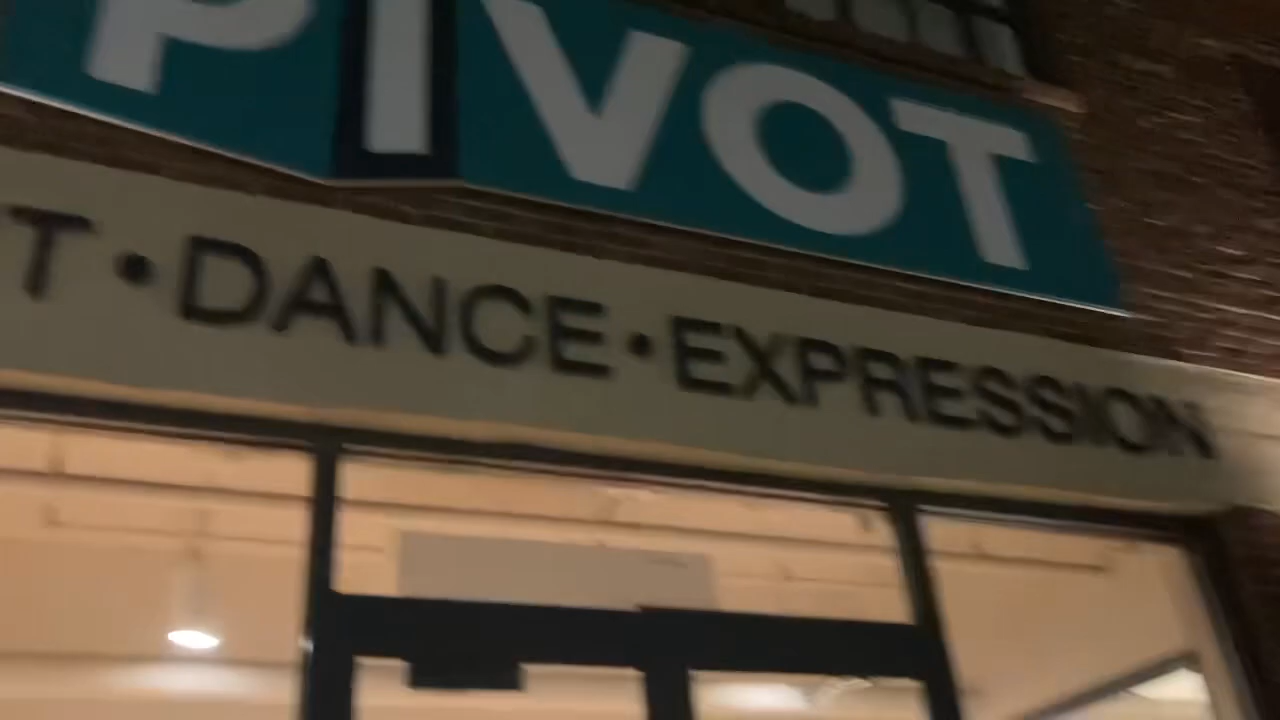 PIVOT
T • DANCE • EXPRESSION